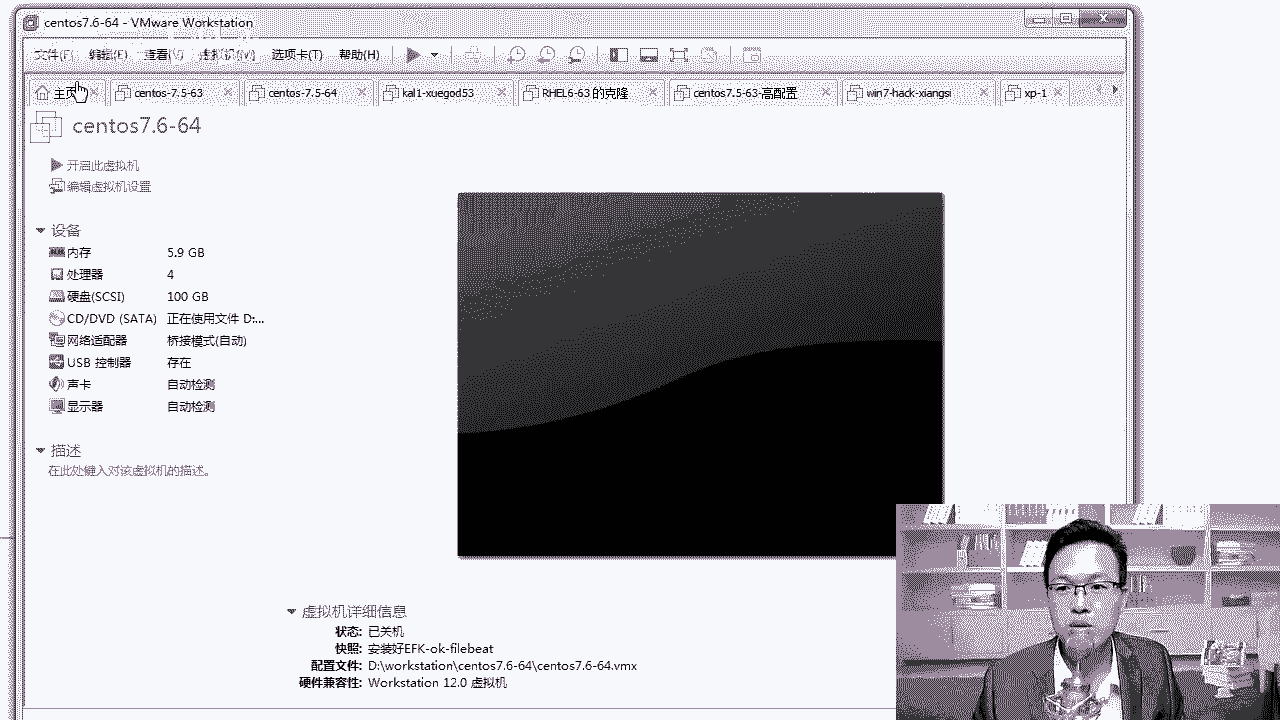 centos7.6-64 - VMware Workstation
文件(F) 编辑(E) 查看(V) 虚拟机(M) 选项卡(T) 帮助(H)
主页 centos-7.5-63 centos-7.5-64 kal1-xuegod53 RHEL6-63 的克隆 centos7.5-63-高配置 win7-hack-xiangsi xp-1
centos7.6-64
开启此虚拟机
编辑虚拟机设置
设备
内存 5.9 GB
处理器 4
硬盘(SCSI) 100 GB
CD/DVD (SATA) 正在使用文件 D:...
网络适配器 桥接模式(自动)
USB 控制器 存在
声卡 自动检测
显示器 自动检测
描述
在此处键入对该虚拟机的描述。
虚拟机详细信息
状态: 已关机
快照: 安装好EFK-ok-filebeat
配置文件: D:\workstation\centos7.6-64\centos7.6-64.vmx
硬件兼容性: Workstation 12.0 虚拟机